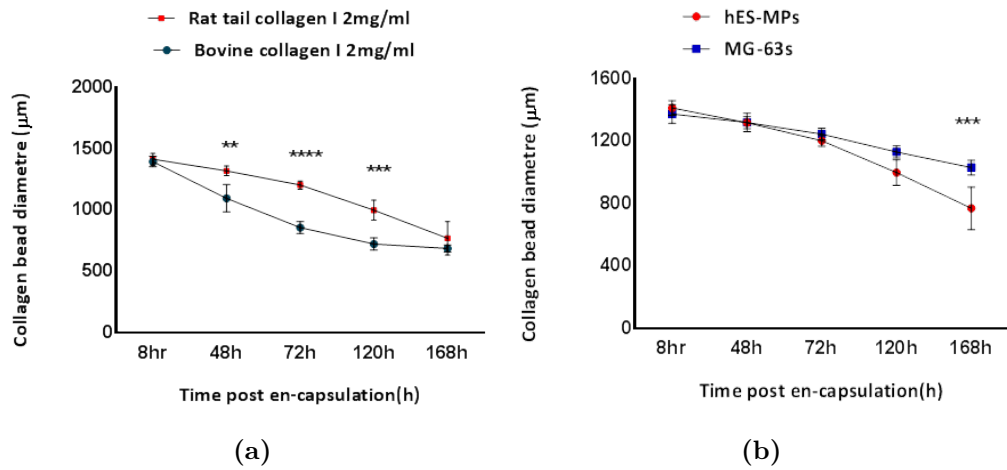 Rat tail collagen I 2mg/ml
Bovine collagen I 2mg/ml
Collagen bead diametre (μm)
2000
1500
1000
500
0
**
****
***
8hr 48h 72h 120h 168h
Time post en-capsulation(h)
(a)
hES-MPs
MG-63s
Collagen bead diametre (μm)
1600
1200
800
400
0
***
8hr 48h 72h 120h 168h
Time post en-capsulation(h)
(b)